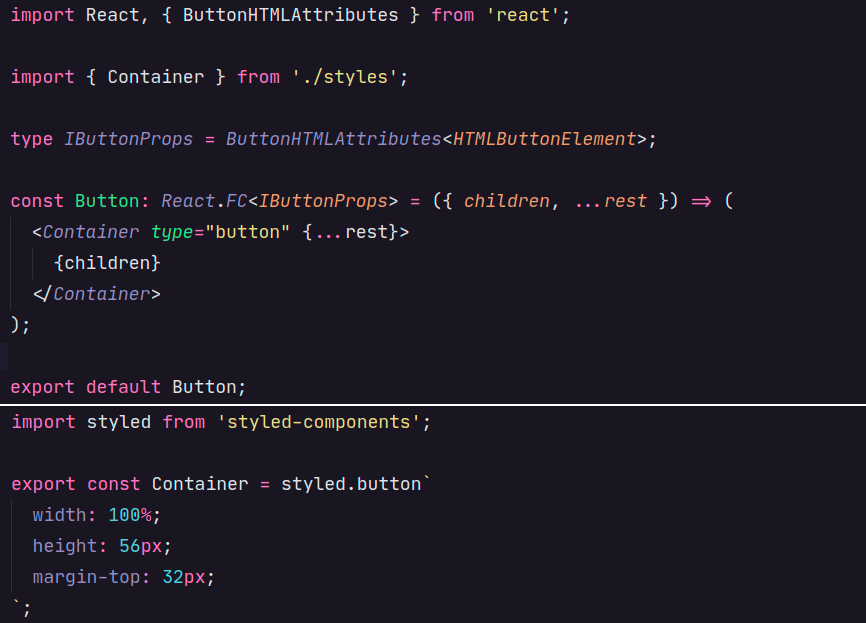 import React, { ButtonHTMLAttributes } from 'react';
import { Container } from './styles';
type IButtonProps = ButtonHTMLAttributes<HTMLButtonElement>;
const Button: React.FC<IButtonProps> = ({ children, ...rest }) => (
<Container type="button" {...rest}>
{children}
</Container>
);
export default Button;
import styled from 'styled-components';
export const Container = styled.button`
width: 100%;
height: 56px;
margin-top: 32px;
`;